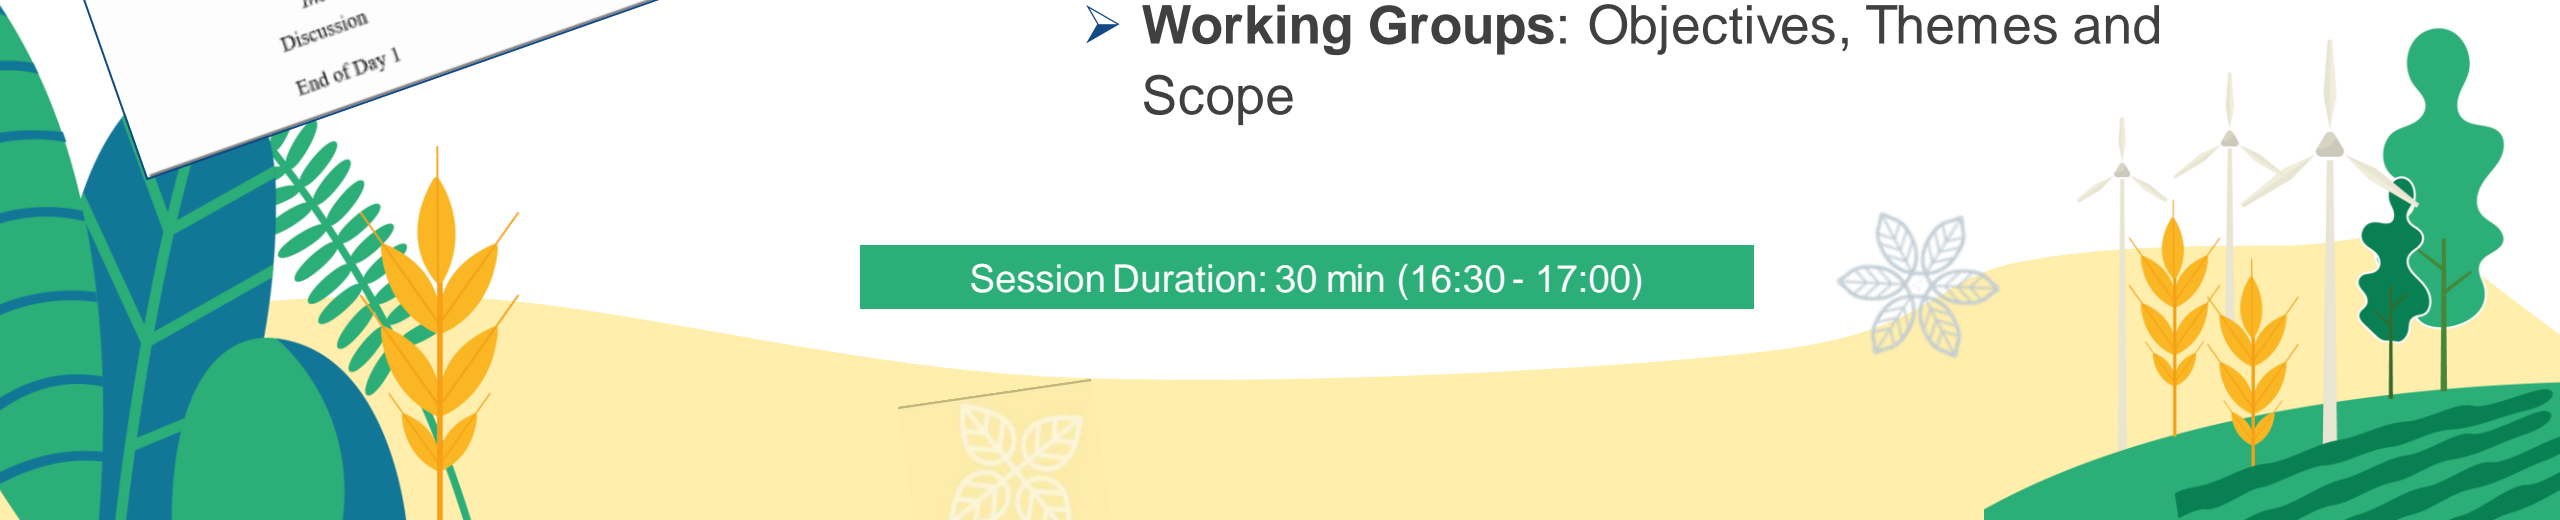 Discussion
End of Day 1
Working Groups: Objectives, Themes and
Scope
Session Duration: 30 min (16:30 - 17:00)